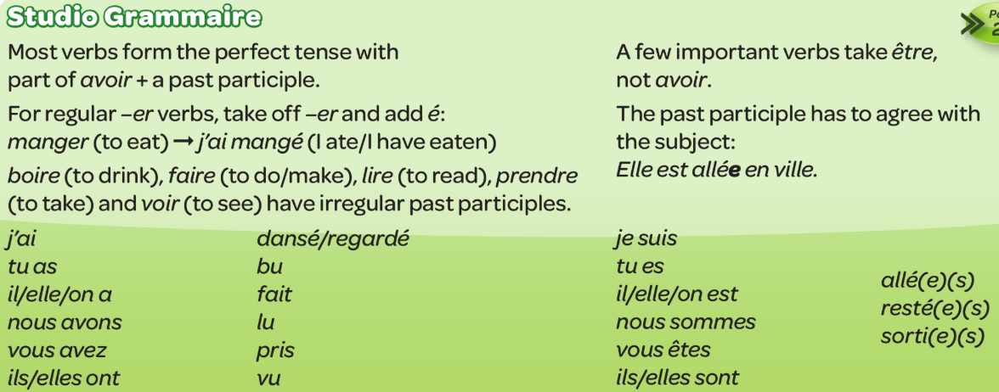 Studio Grammaire
Most verbs form the perfect tense with
part of avoir + a past participle.
For regular –er verbs, take off –er and add é:
manger (to eat) → j'ai mangé (I ate/I have eaten)
boire (to drink), faire (to do/make), lire (to read), prendre
(to take) and voir (to see) have irregular past participles.
j'ai dansé/regardé
tu as bu
il/elle/on a fait
nous avons lu
vous avez pris
ils/elles ont vu
A few important verbs take être,
not avoir.
The past participle has to agree with
the subject:
Elle est allée en ville.
je suis
tu es
il/elle/on est
nous sommes
vous êtes
ils/elles sont
allé(e)(s)
resté(e)(s)
sorti(e)(s)